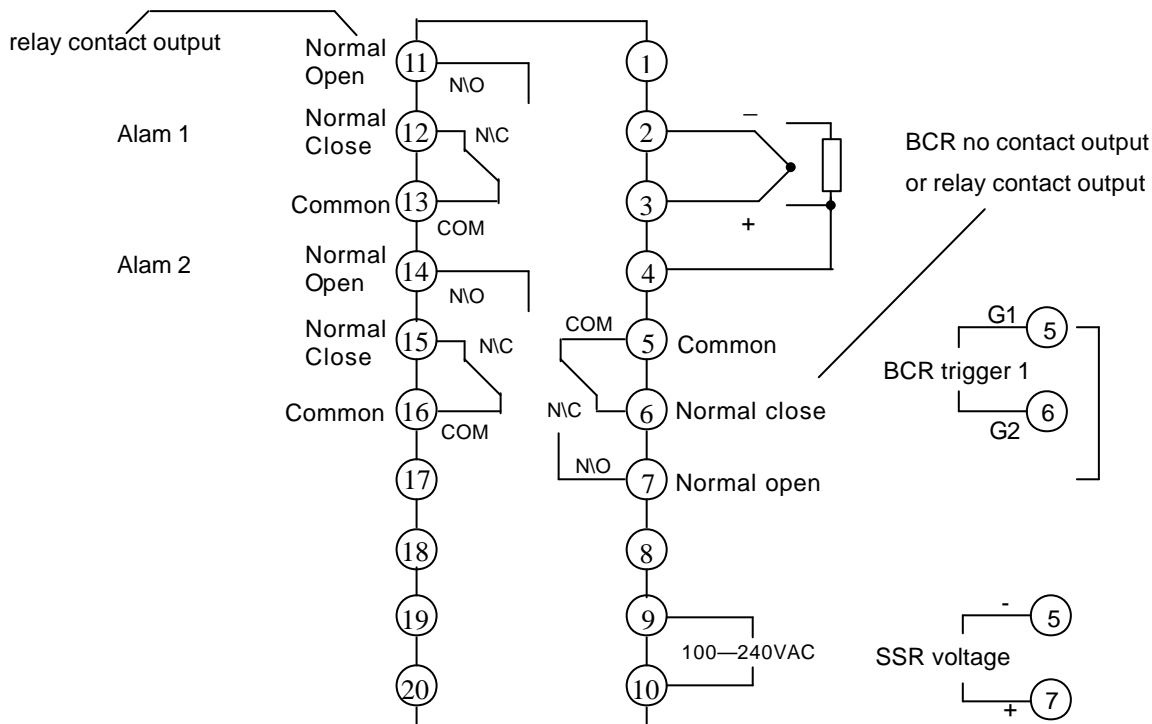 relay contact output
Normal
Open
11
N\O
1
Alam 1
Normal
Close
12
N\C
2
–
BCR no contact output
or relay contact output
Common
13
COM
3
+
Alam 2
Normal
Open
14
N\O
4
Normal
Close
15
N\C
COM
5
Common
G1
5
BCR trigger 1
Common
16
COM
N\C
6
Normal close
6
G2
17
N\O
7
Normal open
18
8
19
9
100—240VAC
-
5
SSR voltage
20
10
+
7